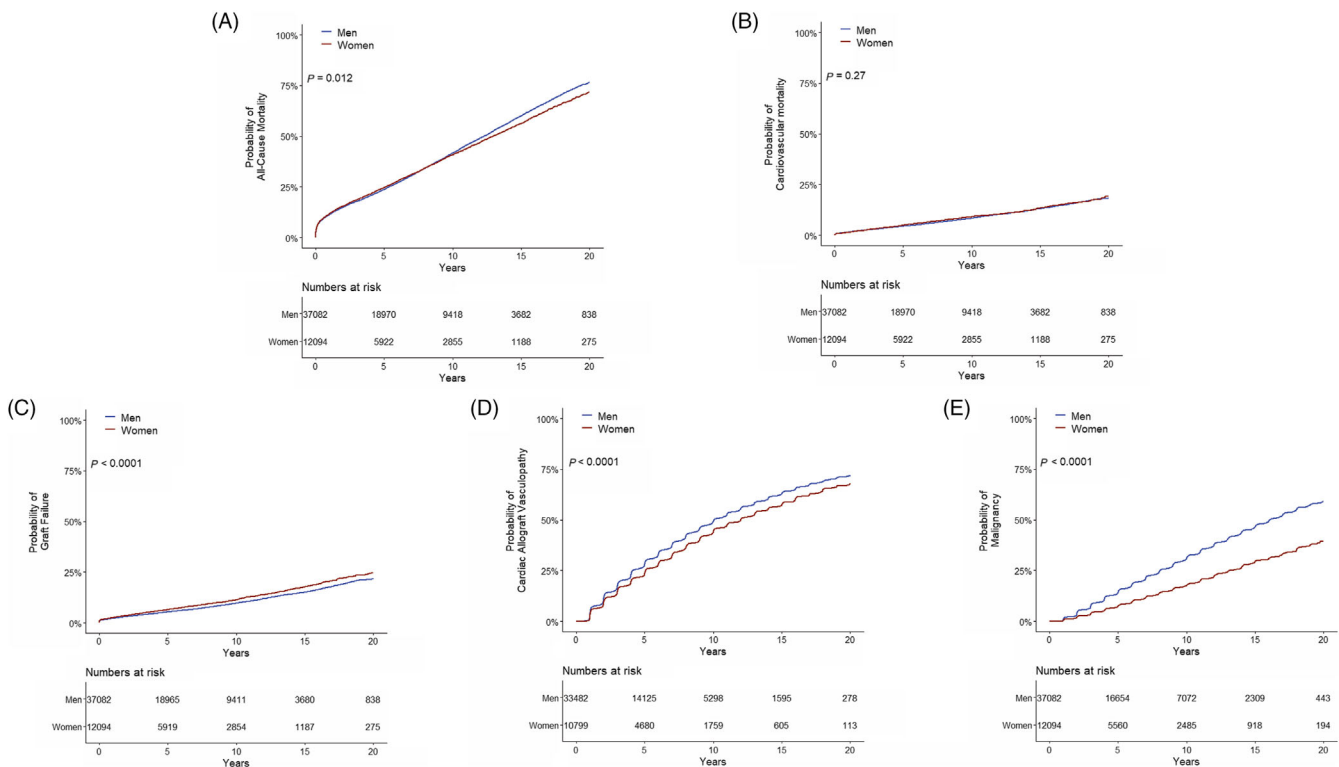 (A)
Men
Women
P = 0.012
Probability of
All-Cause Mortality
100%
75%
50%
25%
0%
0 5 10 15 20
Years
Numbers at risk
Men 37082 18970 9418 3682 838
Women 12094 5922 2855 1188 275
0 5 10 15 20
Years
(B)
Men
Women
P = 0.27
Probability of
Cardiovascular mortality
100%
75%
50%
25%
0%
0 5 10 15 20
Years
Numbers at risk
Men 37082 18970 9418 3682 838
Women 12094 5922 2855 1188 275
0 5 10 15 20
Years
(C)
Men
Women
P < 0.0001
Probability of
Graft Failure
100%
75%
50%
25%
0%
0 5 10 15 20
Years
Numbers at risk
Men 37082 18965 9411 3680 838
Women 12094 5919 2854 1187 275
0 5 10 15 20
Years
(D)
Men
Women
P < 0.0001
Probability of
Cardiac Allograft Vasculopathy
100%
75%
50%
25%
0%
0 5 10 15 20
Years
Numbers at risk
Men 33482 14125 5298 1595 278
Women 10799 4680 1759 605 113
0 5 10 15 20
Years
(E)
Men
Women
P < 0.0001
Probability of
Malignancy
100%
75%
50%
25%
0%
0 5 10 15 20
Years
Numbers at risk
Men 37082 16654 7072 2309 443
Women 12094 5560 2485 918 194
0 5 10 15 20
Years